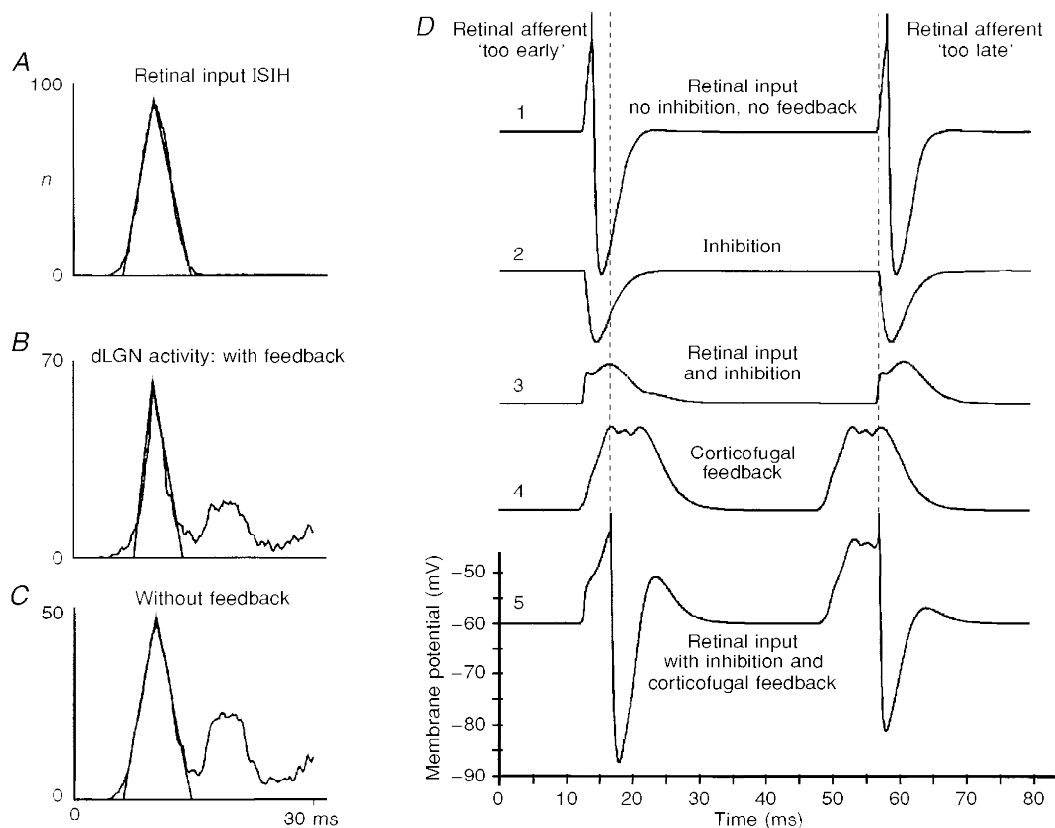 A
Retinal input ISIH
100
n
0
B
dLGN activity: with feedback
70
0
C
Without feedback
50
0
0
30 ms
D
Retinal afferent
'too early'
Retinal afferent
'too late'
1
Retinal input
no inhibition, no feedback
2
Inhibition
3
Retinal input
and inhibition
4
Corticofugal
feedback
5
Retinal input
with inhibition and
corticofugal feedback
Membrane potential (mV)
−50
−60
−70
−80
−90
0 10 20 30 40 50 60 70 80
Time (ms)